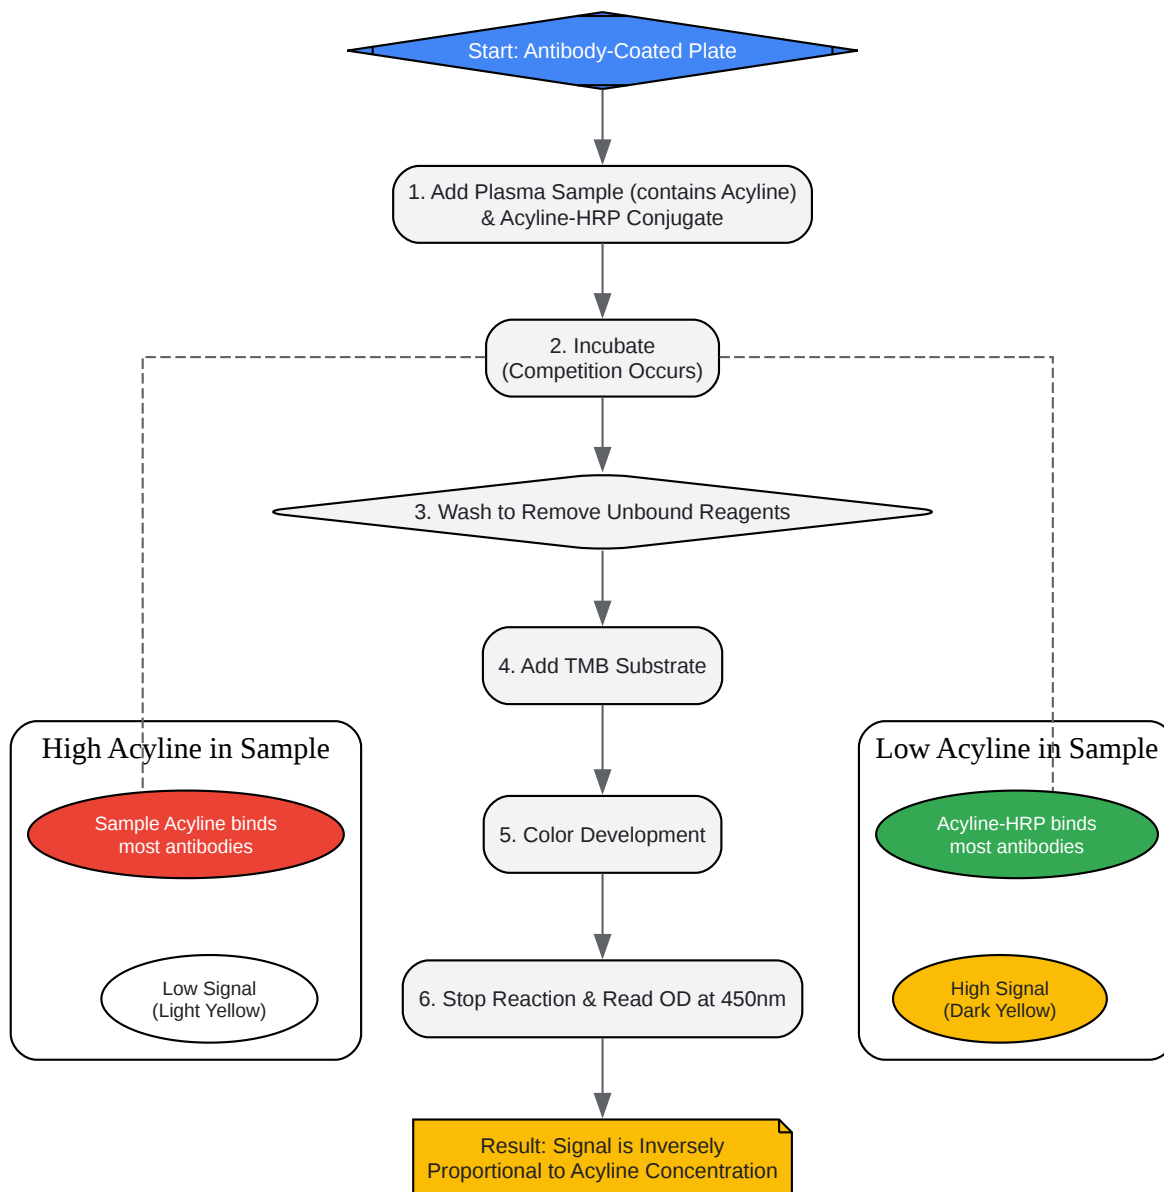 Start: Antibody-Coated Plate
1. Add Plasma Sample (contains Acyline)
& Acyline-HRP Conjugate
2. Incubate
(Competition Occurs)
3. Wash to Remove Unbound Reagents
4. Add TMB Substrate
High Acyline in Sample
Sample Acyline binds
most antibodies
Low Signal
(Light Yellow)
Low Acyline in Sample
Acyline-HRP binds
most antibodies
High Signal
(Dark Yellow)
5. Color Development
6. Stop Reaction & Read OD at 450nm
Result: Signal is Inversely
Proportional to Acyline Concentration